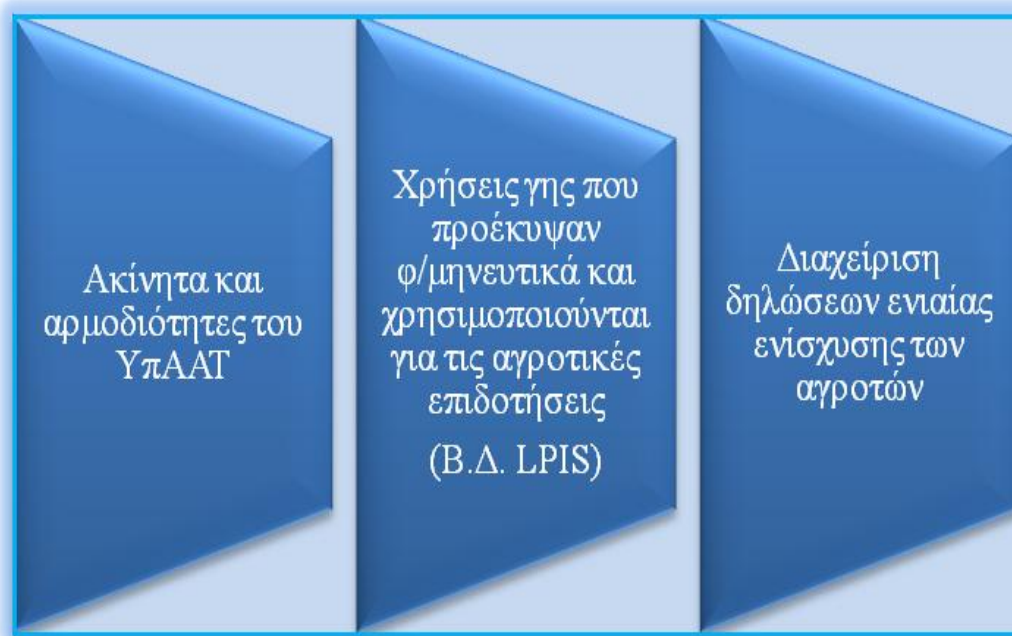 Ακίνητα και
αρμοδιότητες του
ΥπΑΑΤ
Χρήσεις γης που
προέκυψαν
φ/μηνευτικά και
χρησιμοποιούνται
για τις αγροτικές
επιδοτήσεις
(Β.Δ. LPIS)
Διαχείριση
δηλώσεων ενιαίας
ενίσχυσης των
αγροτών